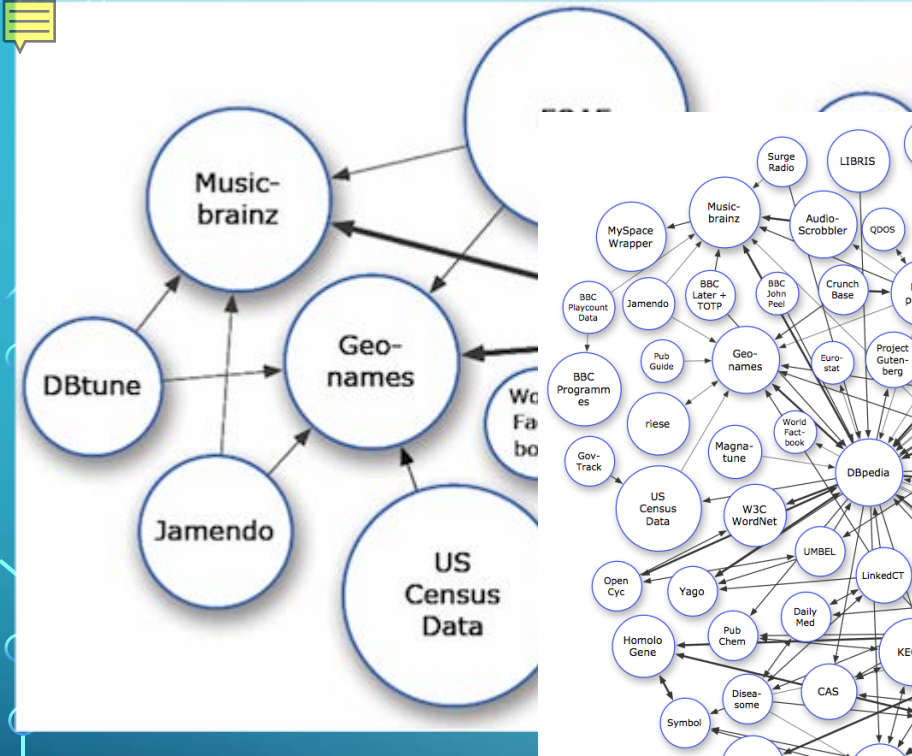 Music-
brainz
Geo-
names
DBtune
Jamendo
US
Census
Data
Surge
Radio
LIBRIS
Music-
brainz
Audio-
Scrobbler
QDOS
MySpace
Wrapper
BBC
Playcount
Data
Jamendo
BBC
Later +
TOTP
BBC
John
Peel
Crunch
Base
BBC
Programm
es
Pub
Guide
Geo-
names
Euro-
stat
Project
Guten-
berg
riese
World
Fact-
book
Magna-
tune
Gov-
Track
DBpedia
US
Census
Data
W3C
WordNet
UMBEL
Open
Cyc
Yago
LinkedCT
Daily
Med
Homolo
Gene
Pub
Chem
Disea-
some
CAS
Symbol